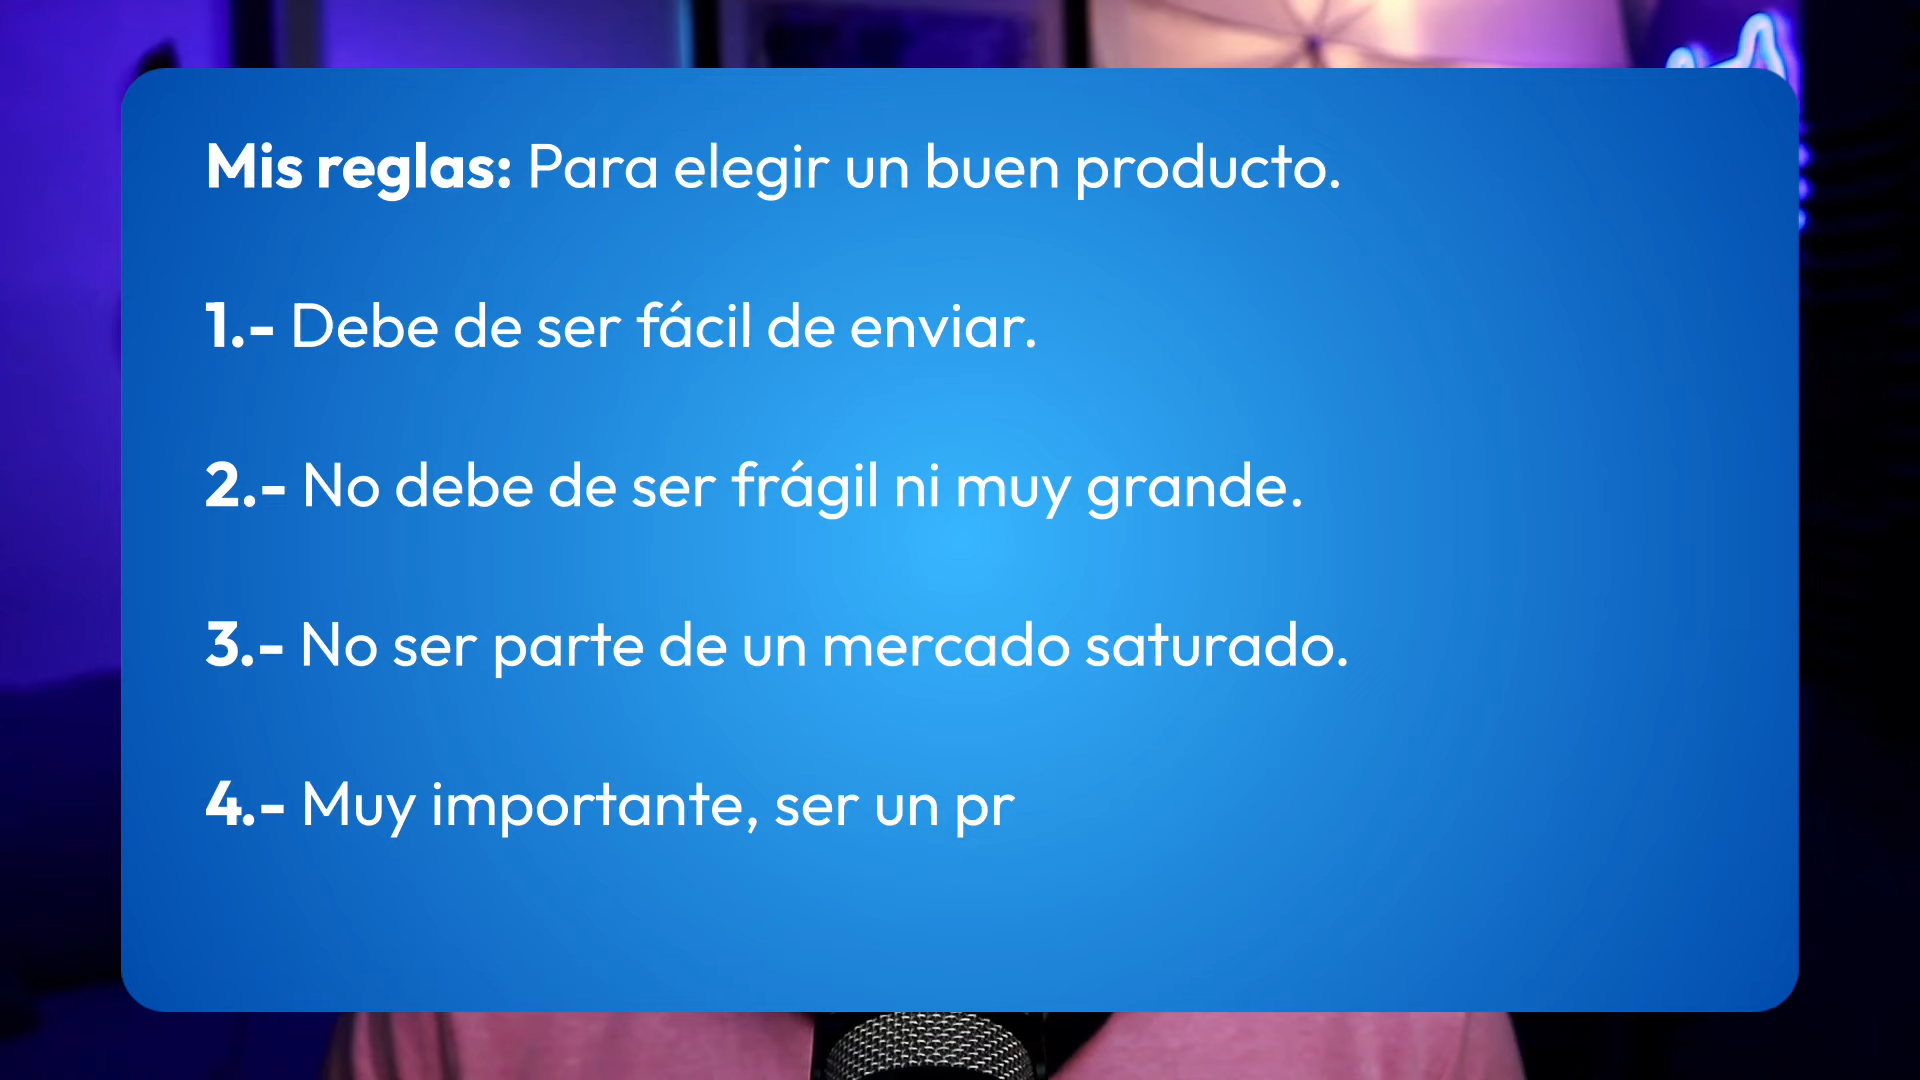 Mis reglas: Para elegir un buen producto.
1.- Debe de ser fácil de enviar.
2.- No debe de ser frágil ni muy grande.
3.- No ser parte de un mercado saturado.
4.- Muy importante, ser un pr